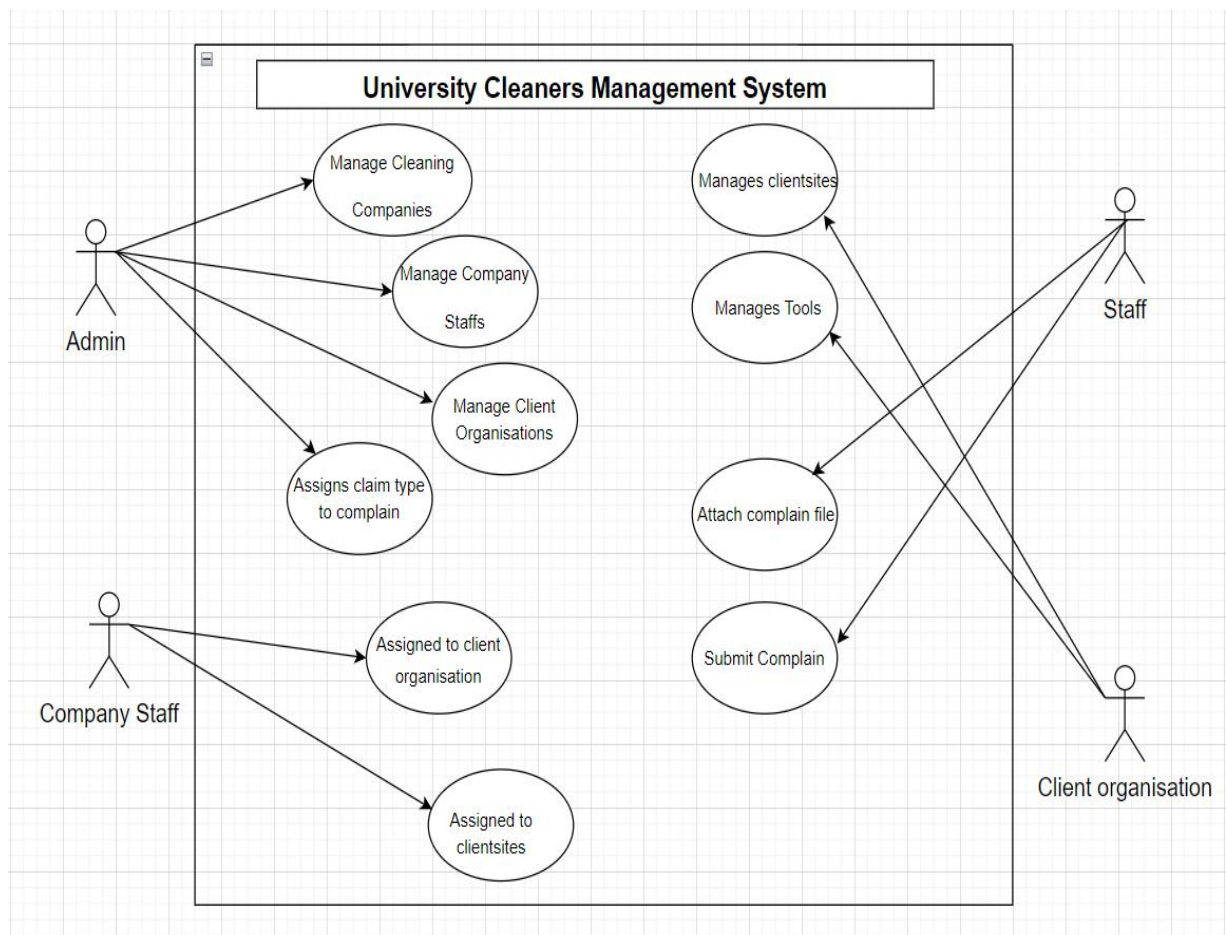 University Cleaners Management System
Manage Cleaning
Companies
Manage Company
Staffs
Manage Client
Organisations
Assigns claim type
to complain
Admin
Assigned to client
organisation
Assigned to
clientsites
Company Staff
Manages clientsites
Manages Tools
Attach complain file
Submit Complain
Staff
Client organisation